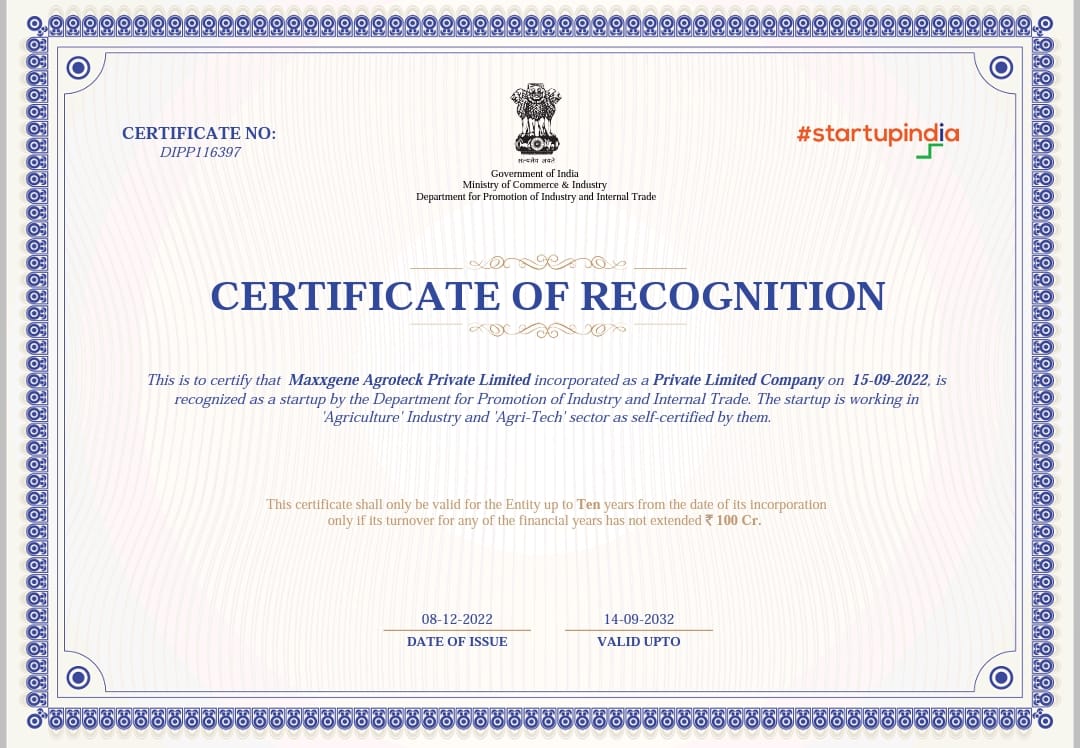 CERTIFICATE NO:
DIPP116397
सत्यमेव जयते
#startupindia
Government of India
Ministry of Commerce & Industry
Department for Promotion of Industry and Internal Trade
CERTIFICATE OF RECOGNITION
This is to certify that Maxxgene Agroteck Private Limited incorporated as a Private Limited Company on 15-09-2022, is
recognized as a startup by the Department for Promotion of Industry and Internal Trade. The startup is working in
'Agriculture' Industry and 'Agri-Tech' sector as self-certified by them.
This certificate shall only be valid for the Entity up to Ten years from the date of its incorporation
only if its turnover for any of the financial years has not extended ₹ 100 Cr.
08-12-2022
DATE OF ISSUE
14-09-2032
VALID UPTO